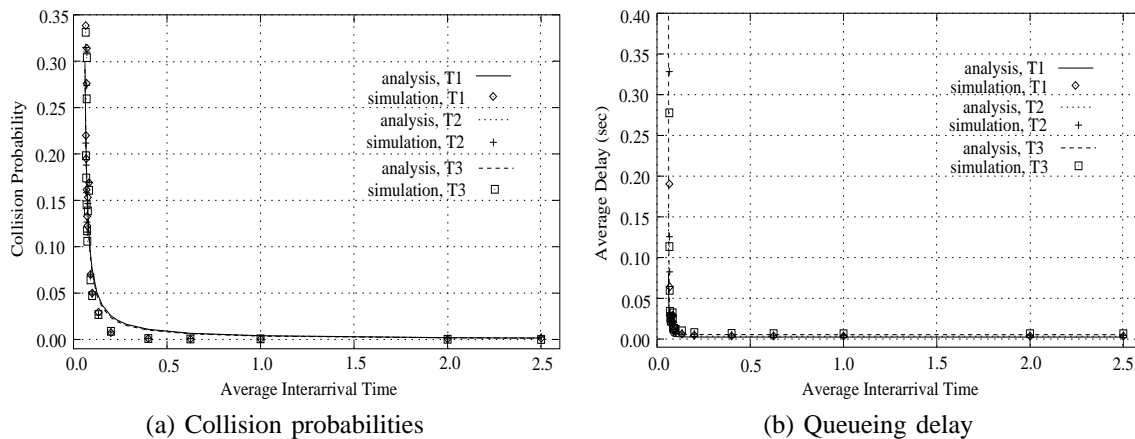 0.35
0.30
0.25
0.20
0.15
0.10
0.05
0.00
Collision Probability
analysis, T1
simulation, T1
analysis, T2
simulation, T2
analysis, T3
simulation, T3
0.0 0.5 1.0 1.5 2.0 2.5
Average Interarrival Time
(a) Collision probabilities
0.40
0.35
0.30
0.25
0.20
0.15
0.10
0.05
0.00
Average Delay (sec)
analysis, T1
simulation, T1
analysis, T2
simulation, T2
analysis, T3
simulation, T3
0.0 0.5 1.0 1.5 2.0 2.5
Average Interarrival Time
(b) Queueing delay